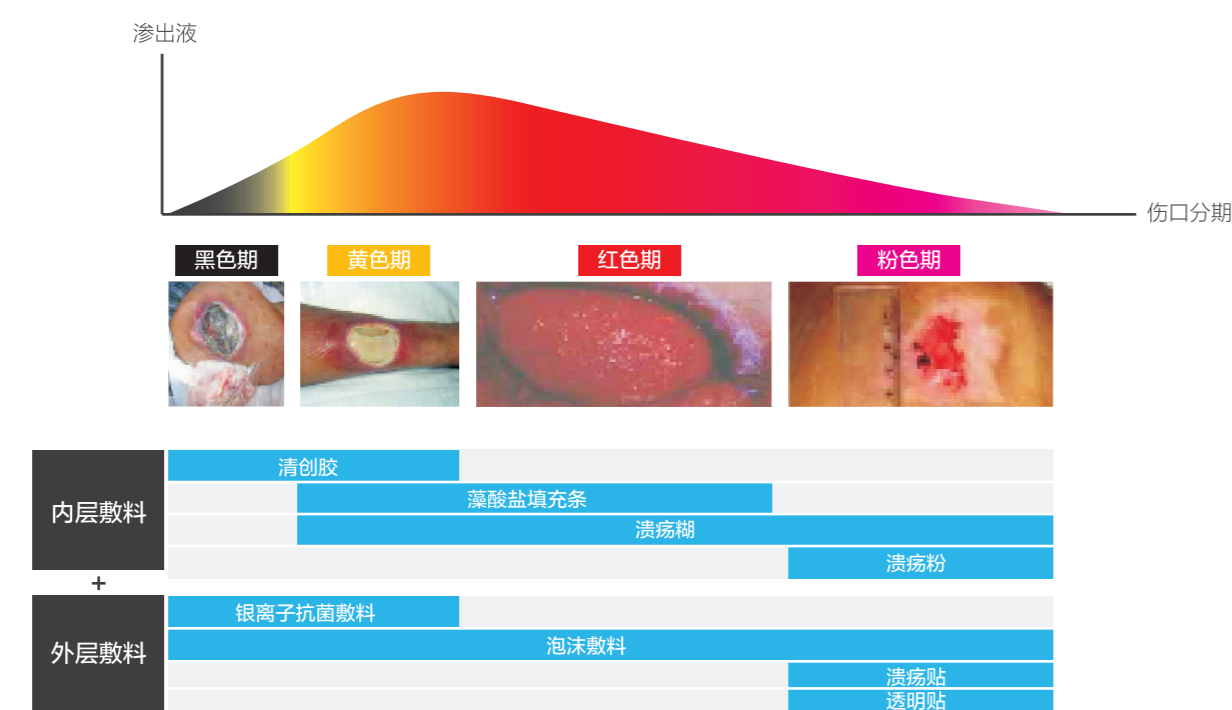 渗出液
伤口分期
黑色期 黄色期 红色期 粉色期
清创胶
藻酸盐填充条
内层敷料
溃疡糊
溃疡粉
+
银离子抗菌敷料
泡沫敷料
外层敷料
溃疡贴
透明贴